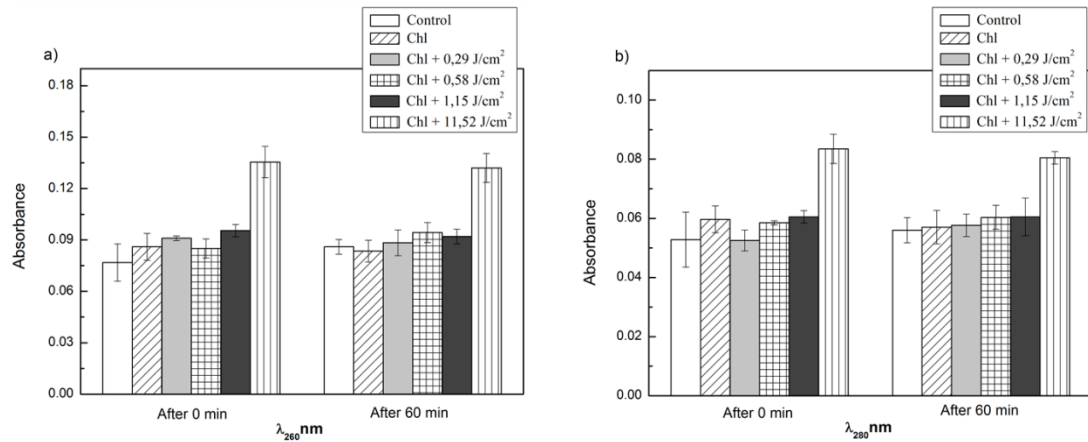 a)
Control
Chl
Chl + 0,29 J/cm²
Chl + 0,58 J/cm²
Chl + 1,15 J/cm²
Chl + 11,52 J/cm²
0.18
0.15
0.12
0.09
0.06
0.03
0.00
Absorbance
After 0 min
After 60 min
λ260nm
b)
Control
Chl
Chl + 0,29 J/cm²
Chl + 0,58 J/cm²
Chl + 1,15 J/cm²
Chl + 11,52 J/cm²
0.10
0.08
0.06
0.04
0.02
0.00
Absorbance
After 0 min
After 60 min
λ280nm